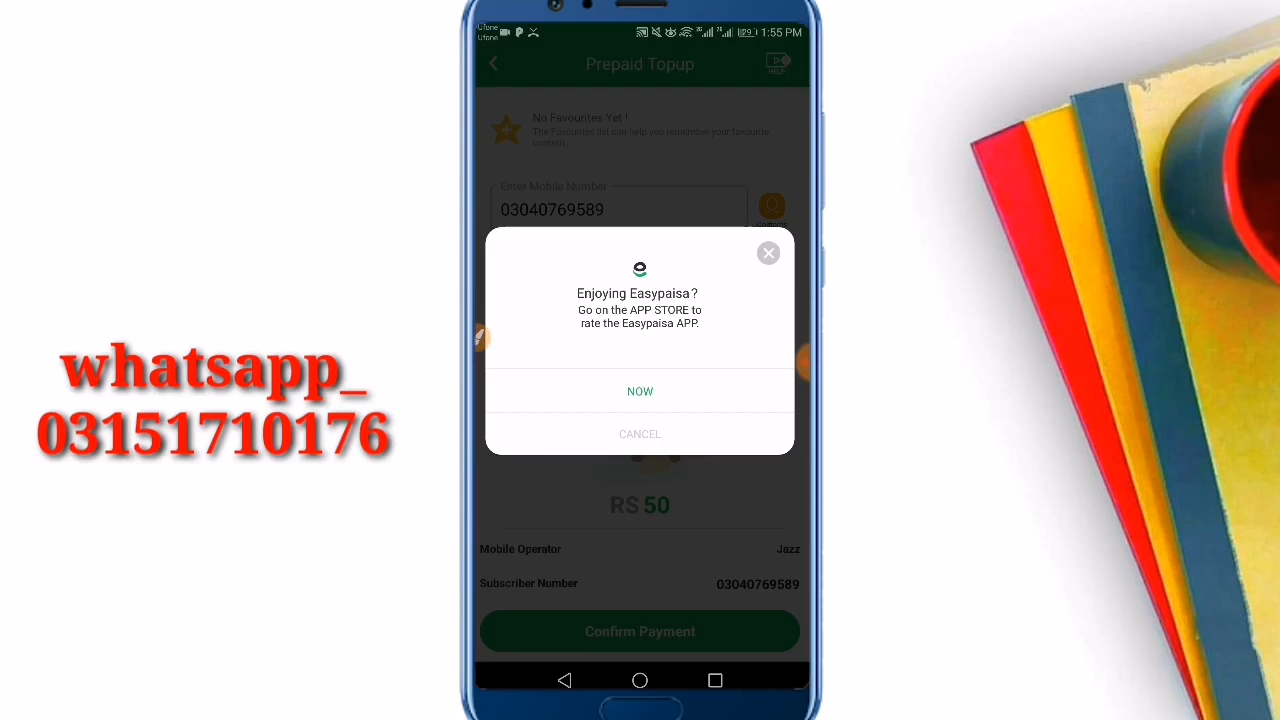 Ufone
Ufone
1:55 PM
Prepaid Topup
HELP
No Favourites Yet !
The Favourites list can help you remember your favourite
Enter Mobile Number
03040769589
Enjoying Easypaisa?
Go on the APP STORE to
rate the Easypaisa APP.
NOW
CANCEL
whatsapp_
03151710176
RS 50
Mobile Operator Jazz
Subscriber Number 03040769589
Confirm Payment